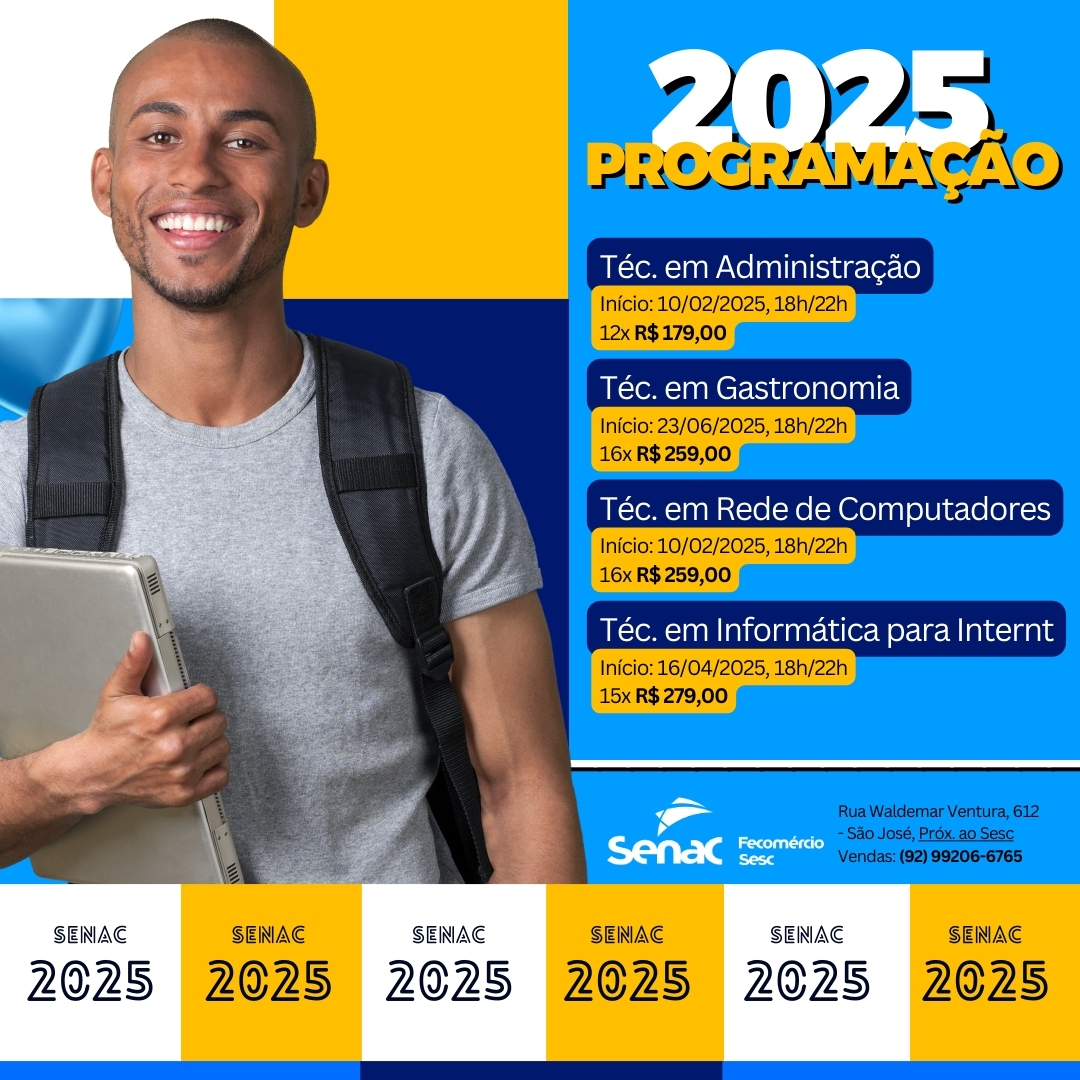 2025
PROGRAMAÇÃO
Téc. em Administração
Início: 10/02/2025, 18h/22h
12x R$ 179,00
Téc. em Gastronomia
Início: 23/06/2025, 18h/22h
16x R$ 259,00
Téc. em Rede de Computadores
Início: 10/02/2025, 18h/22h
16x R$ 259,00
Téc. em Informática para Internt
Início: 16/04/2025, 18h/22h
15x R$ 279,00
Senac
Fecomércio
Sesc
Rua Waldemar Ventura, 612
- São José, Próx. ao Sesc
Vendas: (92) 99206-6765
SENAC
2025
SENAC
2025
SENAC
2025
SENAC
2025
SENAC
2025
SENAC
2025